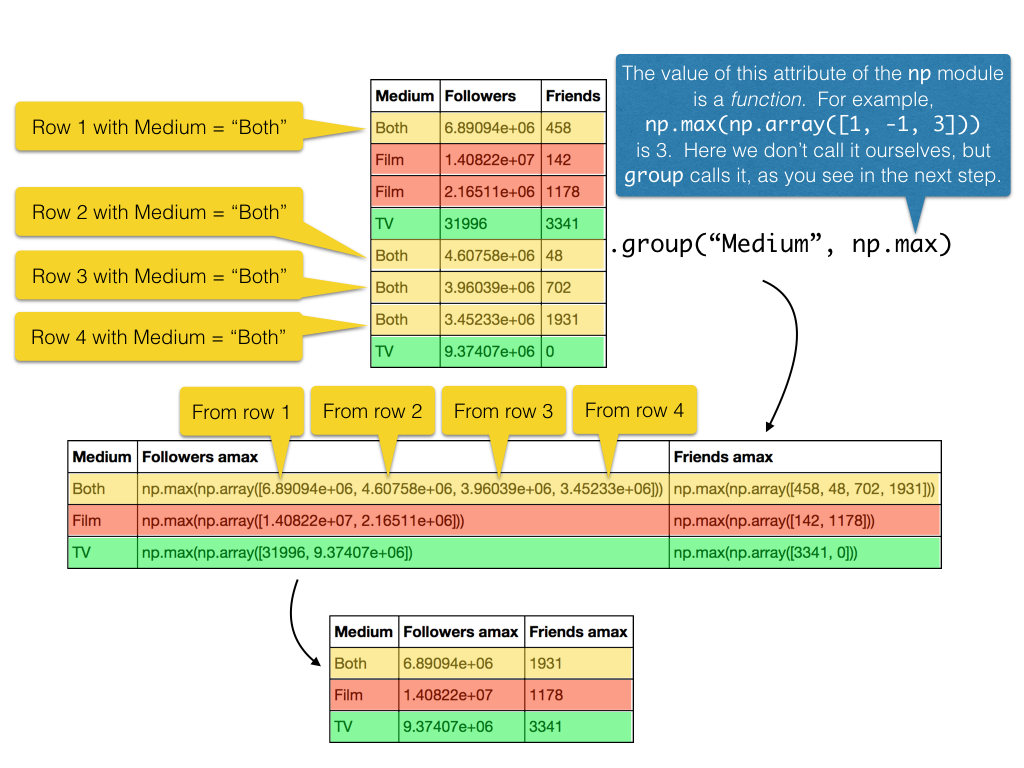 The value of this attribute of the np module
is a function. For example,
np.max(np.array([1, -1, 3]))
is 3. Here we don’t call it ourselves, but
group calls it, as you see in the next step.
Row 1 with Medium = “Both”
Row 2 with Medium = “Both”
Row 3 with Medium = “Both”
Row 4 with Medium = “Both”
Medium Followers Friends
Both 6.89094e+06 458
Film 1.40822e+07 142
Film 2.16511e+06 1178
TV 31996 3341
Both 4.60758e+06 48
Both 3.96039e+06 702
Both 3.45233e+06 1931
TV 9.37407e+06 0
.group(“Medium”, np.max)
From row 1 From row 2 From row 3 From row 4
Medium Followers amax Friends amax
Both np.max(np.array([6.89094e+06, 4.60758e+06, 3.96039e+06, 3.45233e+06])) np.max(np.array([458, 48, 702, 1931]))
Film np.max(np.array([1.40822e+07, 2.16511e+06])) np.max(np.array([142, 1178]))
TV np.max(np.array([31996, 9.37407e+06]) np.max(np.array([3341, 0]))
Medium Followers amax Friends amax
Both 6.89094e+06 1931
Film 1.40822e+07 1178
TV 9.37407e+06 3341